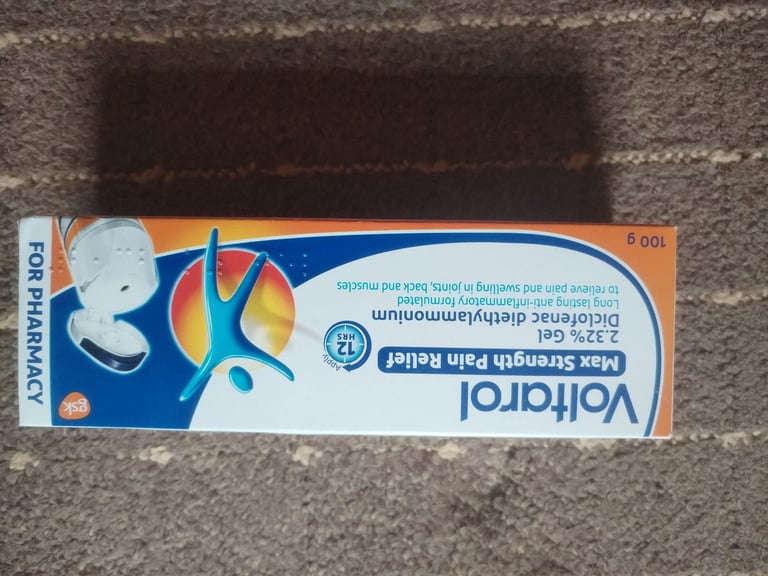 Voltarol
Max Strength Pain Relief
2.32% Gel
Diclofenac diethylammonium
Long lasting anti-inflammatory formulated
to relieve pain and swelling in joints, back and muscles
Apply
12
HRS
100 g
gsk
FOR PHARMACY